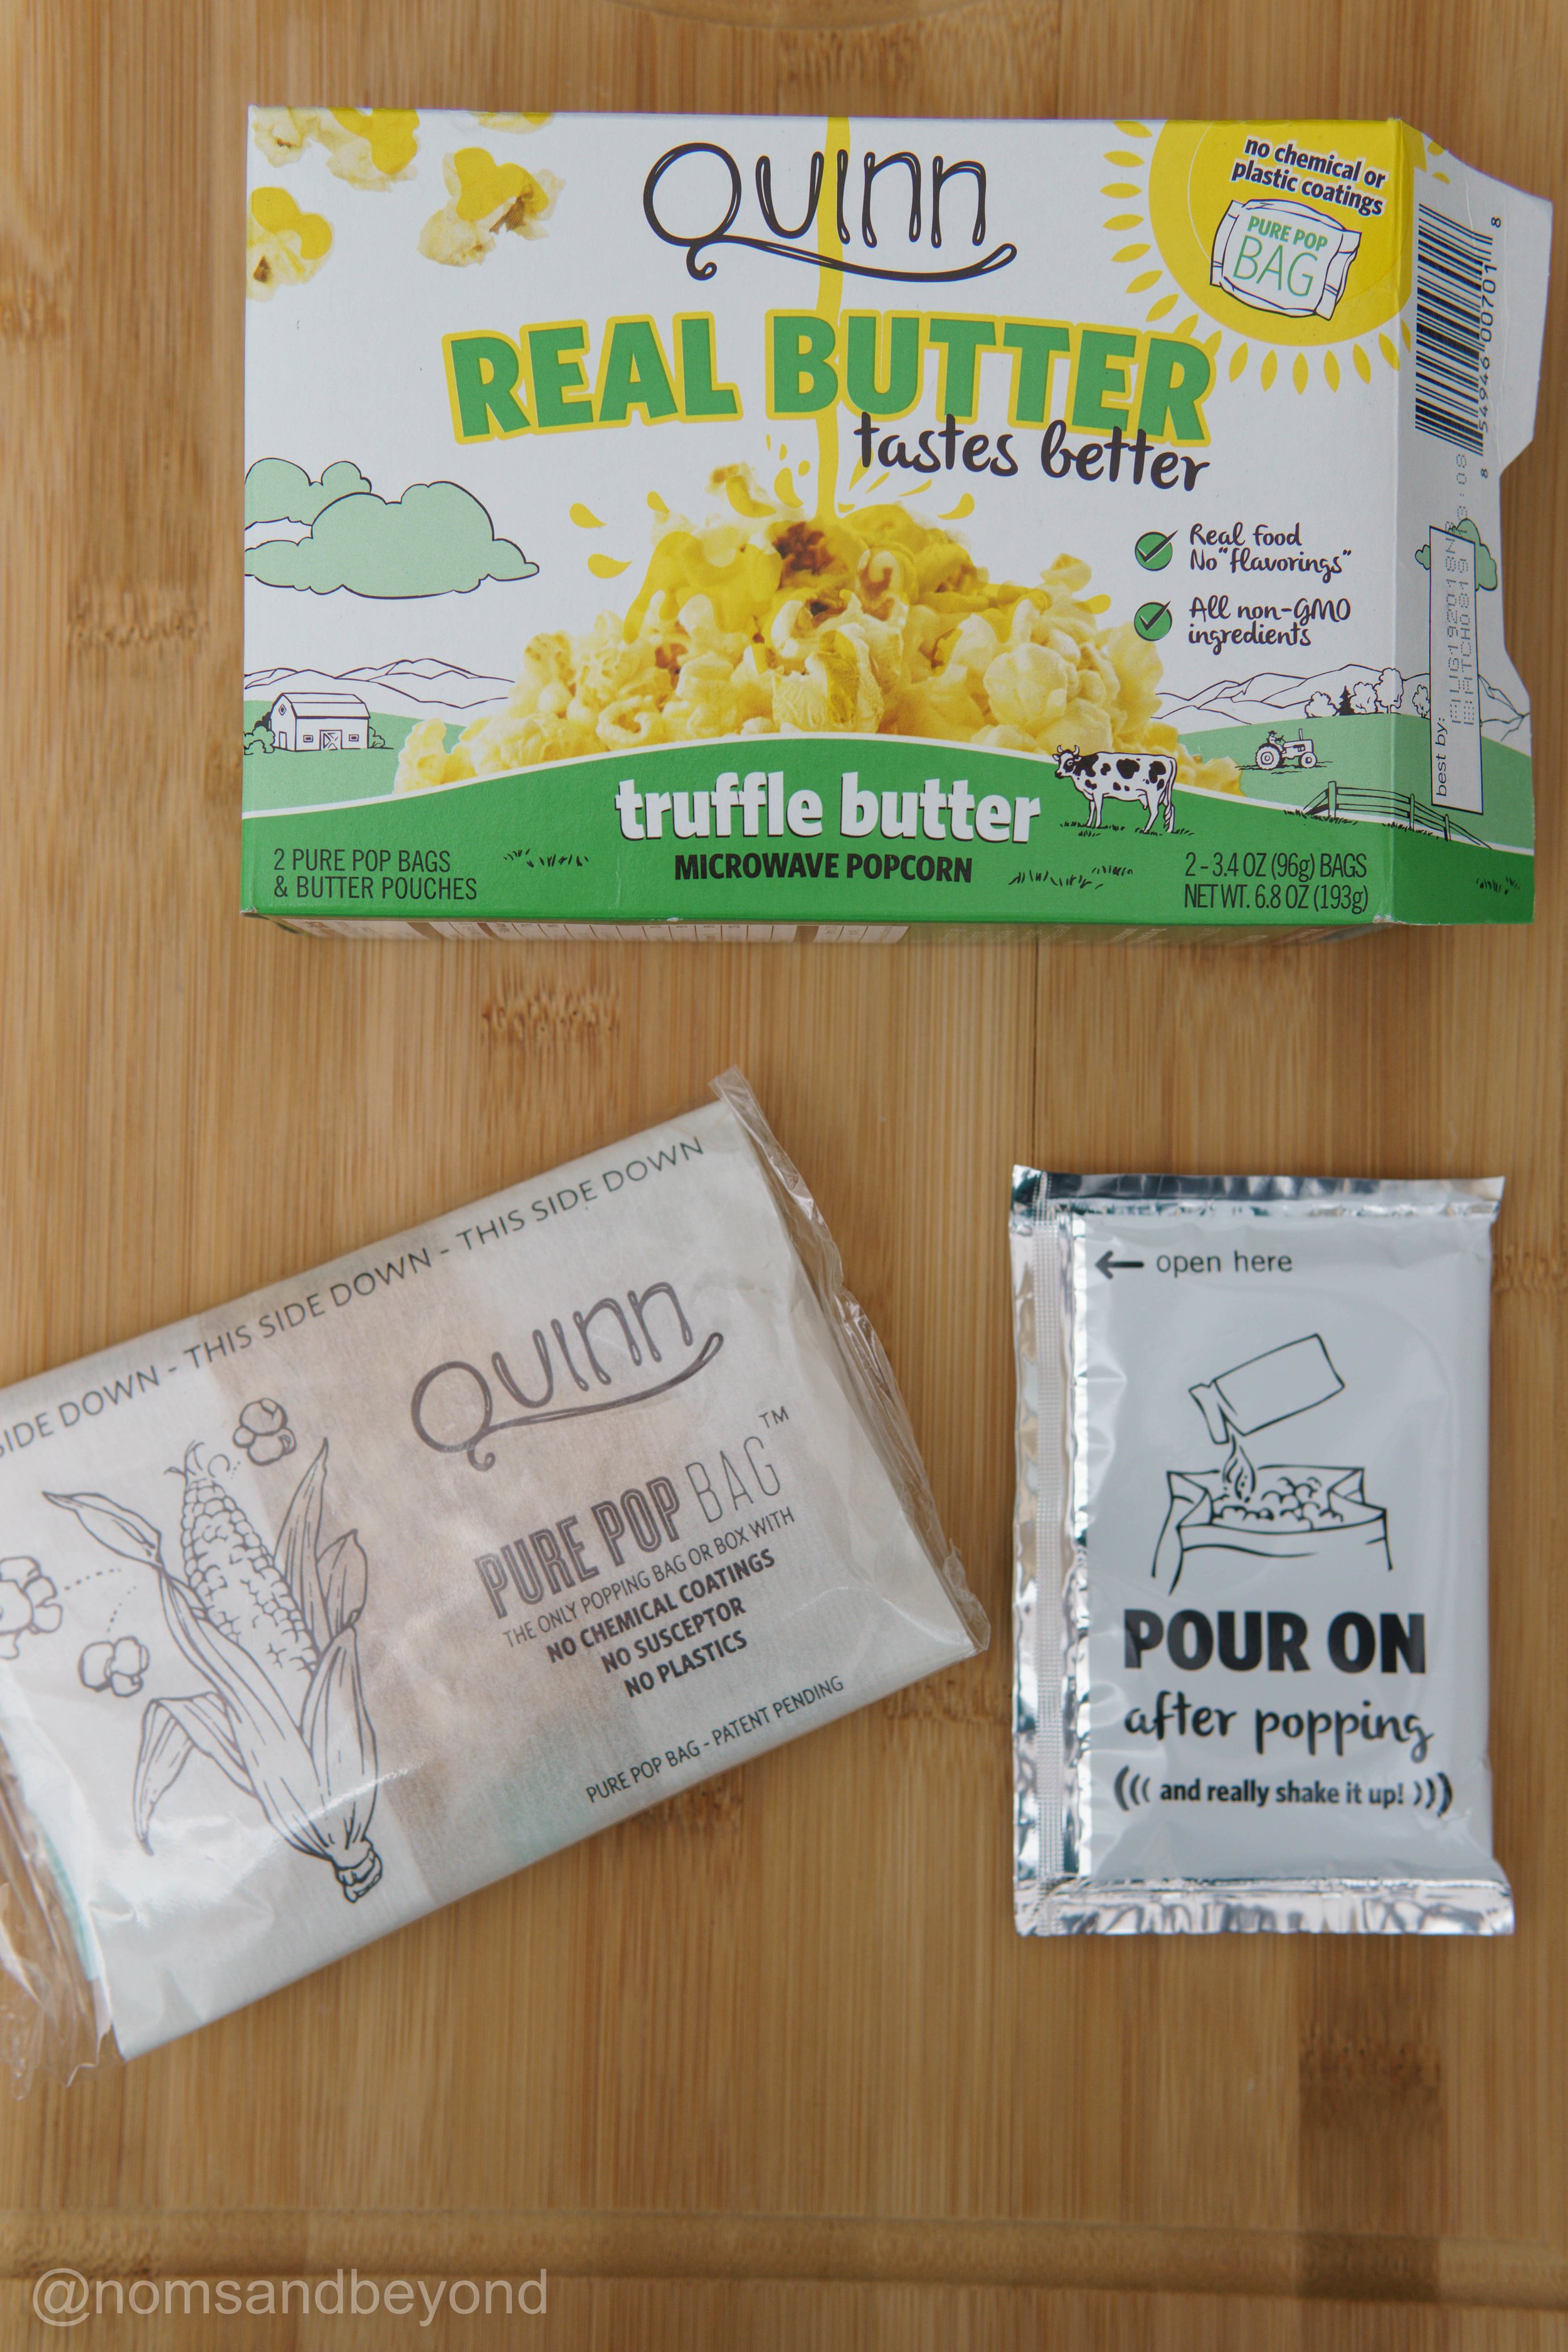 Quinn
no chemical or
plastic coatings
PURE POP
BAG
REAL BUTTER
tastes better
Real food
No "flavorings"
All non-GMO
ingredients
truffle butter
MICROWAVE POPCORN
2 PURE POP BAGS
& BUTTER POUCHES
2 - 3.4 OZ (96g) BAGS
NET WT. 6.8 OZ (193g)
8 54946 00701 8
best by:
SIDE DOWN - THIS SIDE DOWN - THIS SIDE DOWN
Quinn
PURE POP BAG™
THE ONLY POPPING BAG OR BOX WITH
NO CHEMICAL COATINGS
NO SUSCEPTOR
NO PLASTICS
PURE POP BAG - PATENT PENDING
← open here
POUR ON
after popping
((( and really shake it up! )))
@nomsandbeyond